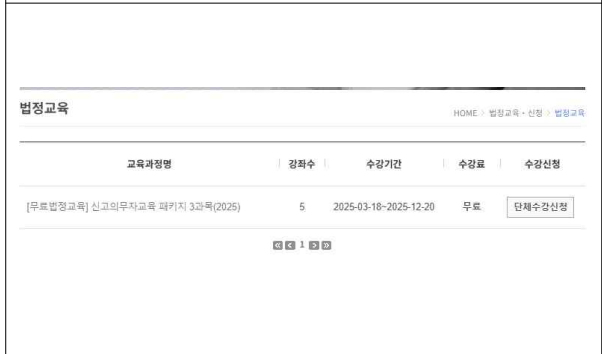 법정교육
HOME > 법정교육 · 신청 > 법정교육
교육과정명 강좌수 수강기간 수강료 수강신청
[무료법정교육] 신고의무자교육 패키지 3과목(2025) 5 2025-03-18~2025-12-20 무료 단체수강신청
« < 1 > »